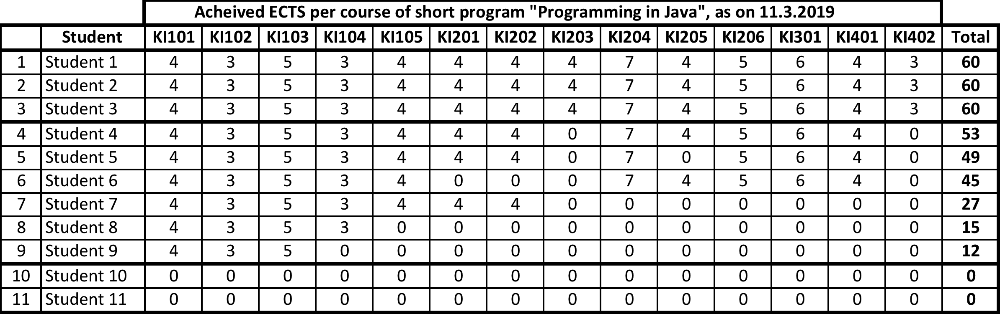 Acheived ECTS per course of short program "Programming in Java", as on 11.3.2019
Student KI101 KI102 KI103 KI104 KI105 KI201 KI202 KI203 KI204 KI205 KI206 KI301 KI401 KI402 Total
1 Student 1 4 3 5 3 4 4 4 4 7 4 5 6 4 3 60
2 Student 2 4 3 5 3 4 4 4 4 7 4 5 6 4 3 60
3 Student 3 4 3 5 3 4 4 4 4 7 4 5 6 4 3 60
4 Student 4 4 3 5 3 4 4 4 0 7 4 5 6 4 0 53
5 Student 5 4 3 5 3 4 4 4 0 7 0 5 6 4 0 49
6 Student 6 4 3 5 3 4 0 0 0 7 4 5 6 4 0 45
7 Student 7 4 3 5 3 4 4 4 0 0 0 0 0 0 0 27
8 Student 8 4 3 5 3 0 0 0 0 0 0 0 0 0 0 15
9 Student 9 4 3 5 0 0 0 0 0 0 0 0 0 0 0 12
10 Student 10 0 0 0 0 0 0 0 0 0 0 0 0 0 0 0
11 Student 11 0 0 0 0 0 0 0 0 0 0 0 0 0 0 0